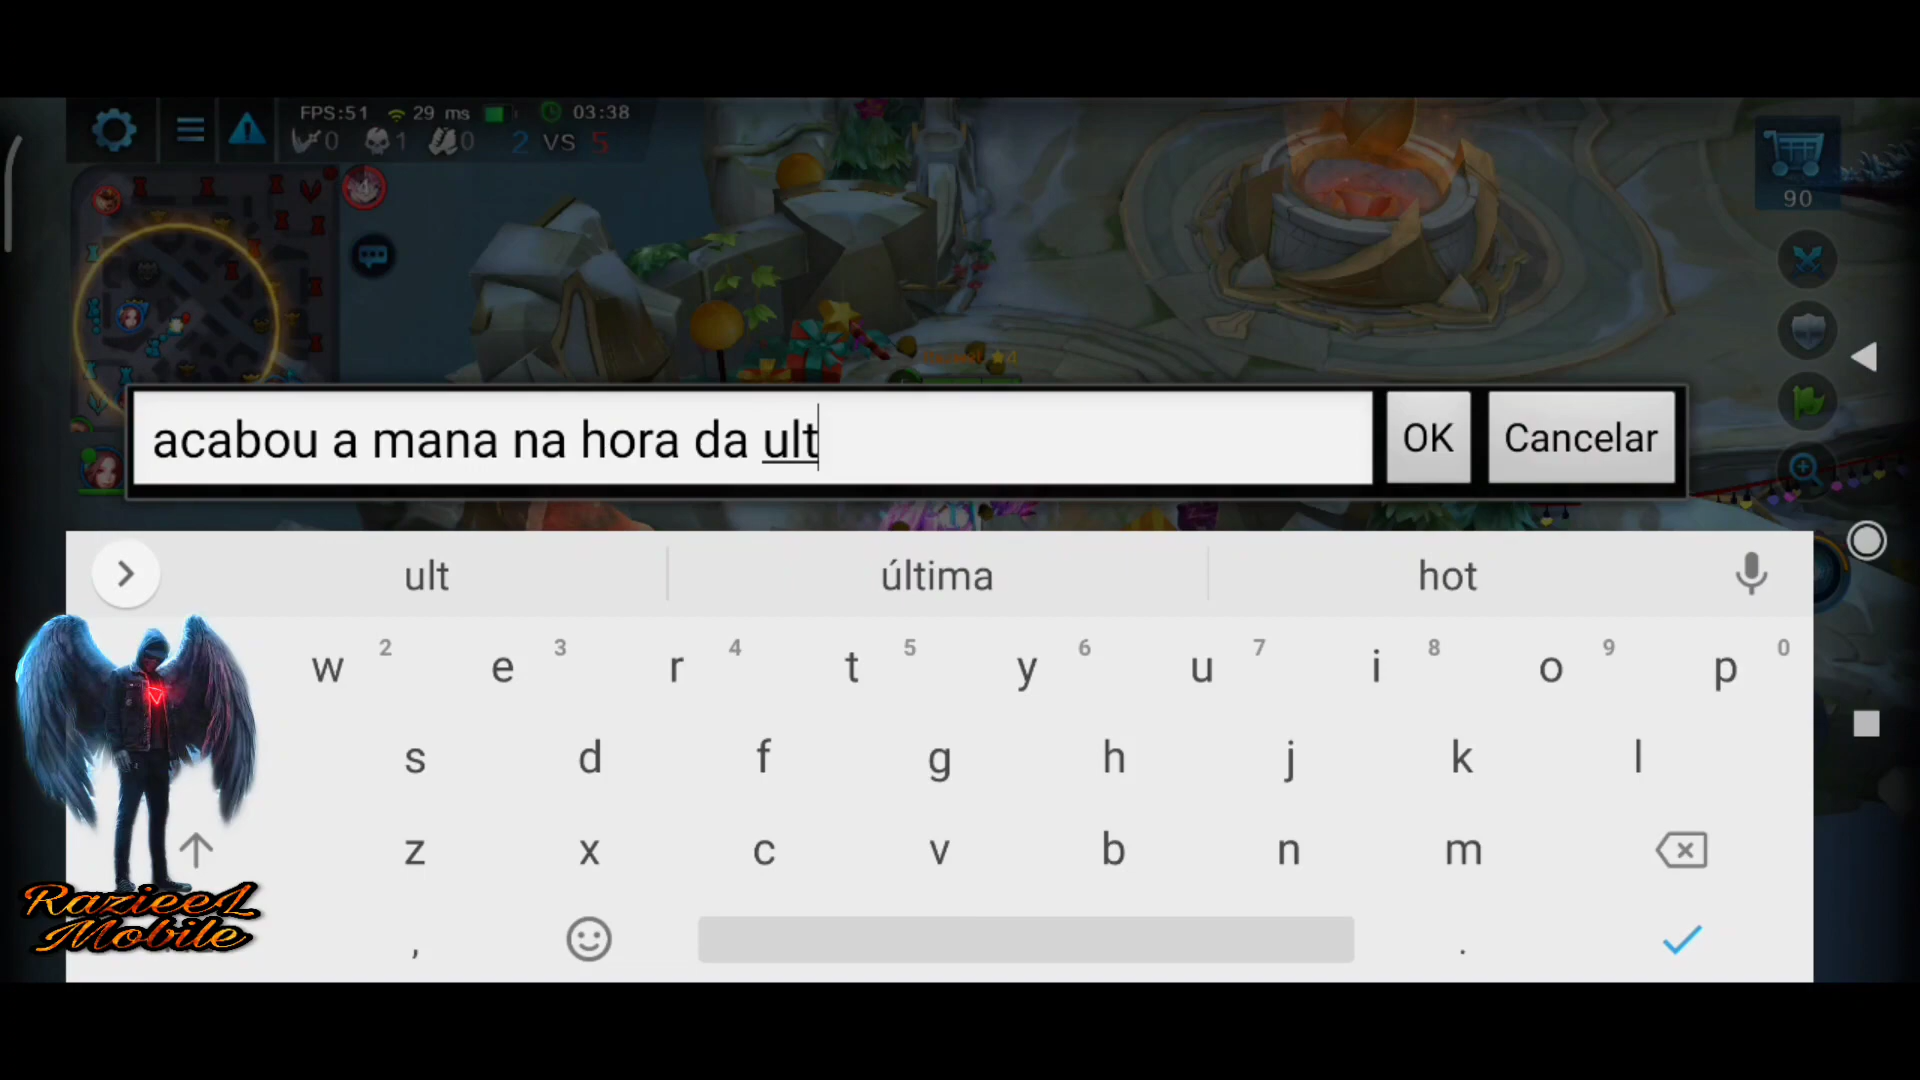 FPS:51 29 ms 03:38
0 1 0 2 VS 5
90
acabou a mana na hora da ult
OK
Cancelar
ult última hot
w 2 e 3 r 4 t 5 y 6 u 7 i 8 o 9 p 0
s d f g h j k l
z x c v b n m
, .
RazieeL
Mobile